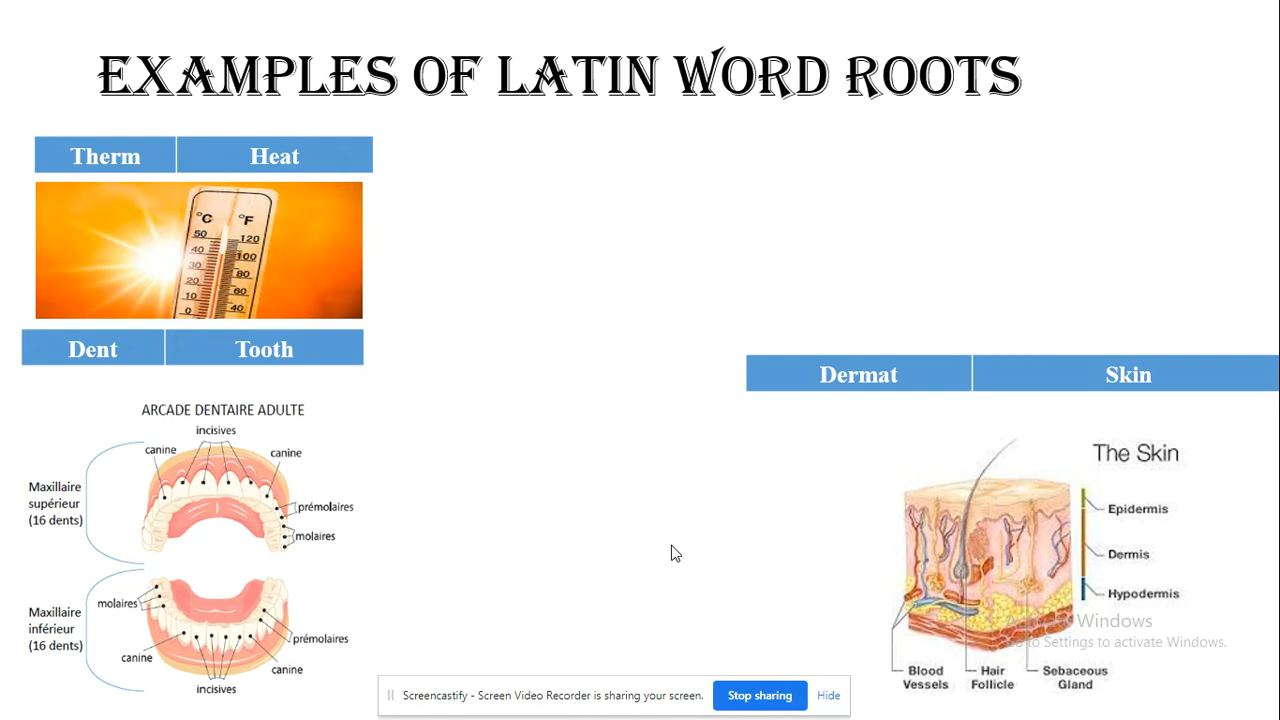 EXAMPLES OF LATIN WORD ROOTS
Therm Heat
°C °F
50 120
40 100
30 80
20 60
10 40
0
Dent Tooth
ARCADE DENTAIRE ADULTE
incisives
canine canine
Maxillaire
supérieur
(16 dents)
prémolaires
molaires
molaires
Maxillaire
inférieur
(16 dents)
prémolaires
canine
canine
incisives
Dermat Skin
The Skin
Epidermis
Dermis
Hypodermis
Blood
Vessels
Hair
Follicle
Sebaceous
Gland
Activate Windows
Go to Settings to activate Windows.
Screencastify - Screen Video Recorder is sharing your screen.
Stop sharing
Hide